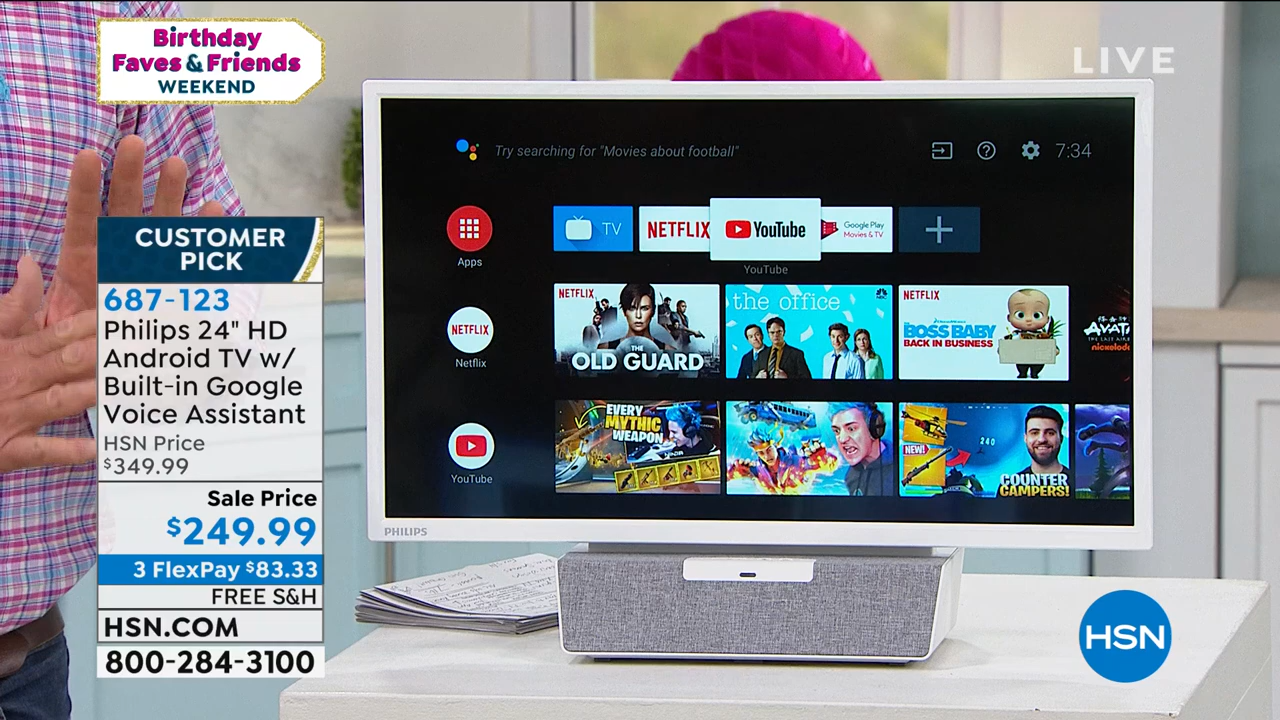 Birthday
Faves & Friends
WEEKEND
LIVE
CUSTOMER
PICK
687-123
Philips 24" HD
Android TV w/
Built-in Google
Voice Assistant
HSN Price
$349.99
Sale Price
$249.99
3 FlexPay $83.33
FREE S&H
HSN.COM
800-284-3100
Try searching for "Movies about football"
7:34
Apps
TV
NETFLIX
YouTube
Google Play
Movies & TV
YouTube
NETFLIX
Netflix
NETFLIX
THE
OLD GUARD
the office
NETFLIX
THE BOSS BABY
BACK IN BUSINESS
nickelode
YouTube
EVERY
MYTHIC
WEAPON
NINJA
NEW!
240
COUNTER
CAMPERS!
PHILIPS
HSN